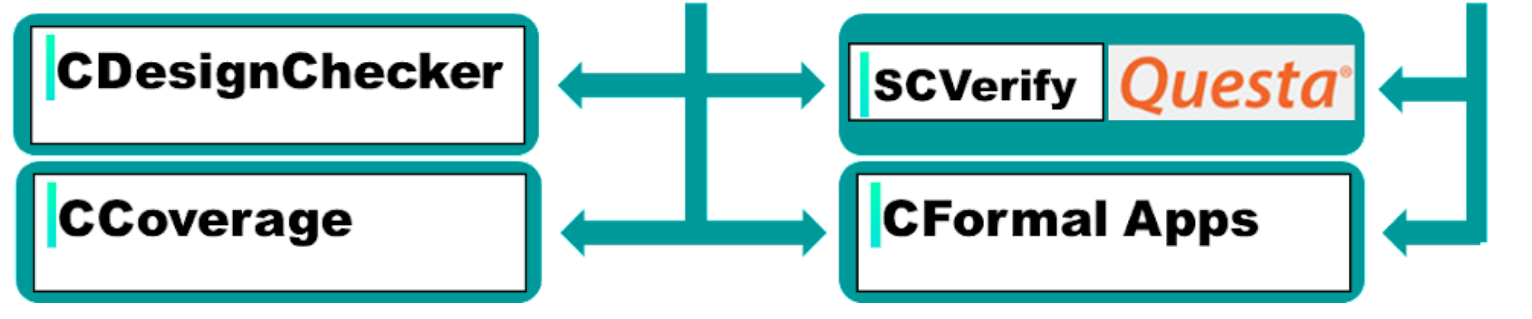 CDesignChecker
SCVerify Questa®
CCoverage
CFormal Apps